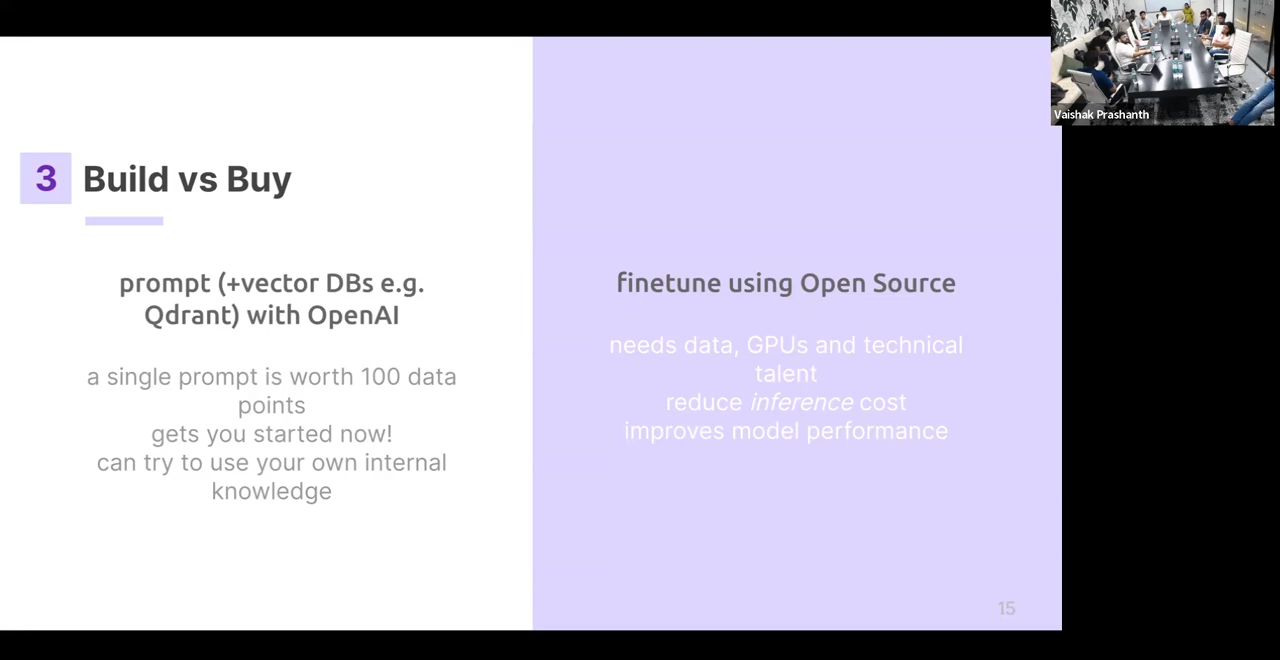 Vaishak Prashanth
3 Build vs Buy
prompt (+vector DBs e.g.
Qdrant) with OpenAI
a single prompt is worth 100 data
points
gets you started now!
can try to use your own internal
knowledge
finetune using Open Source
needs data, GPUs and technical
talent
reduce inference cost
improves model performance
15